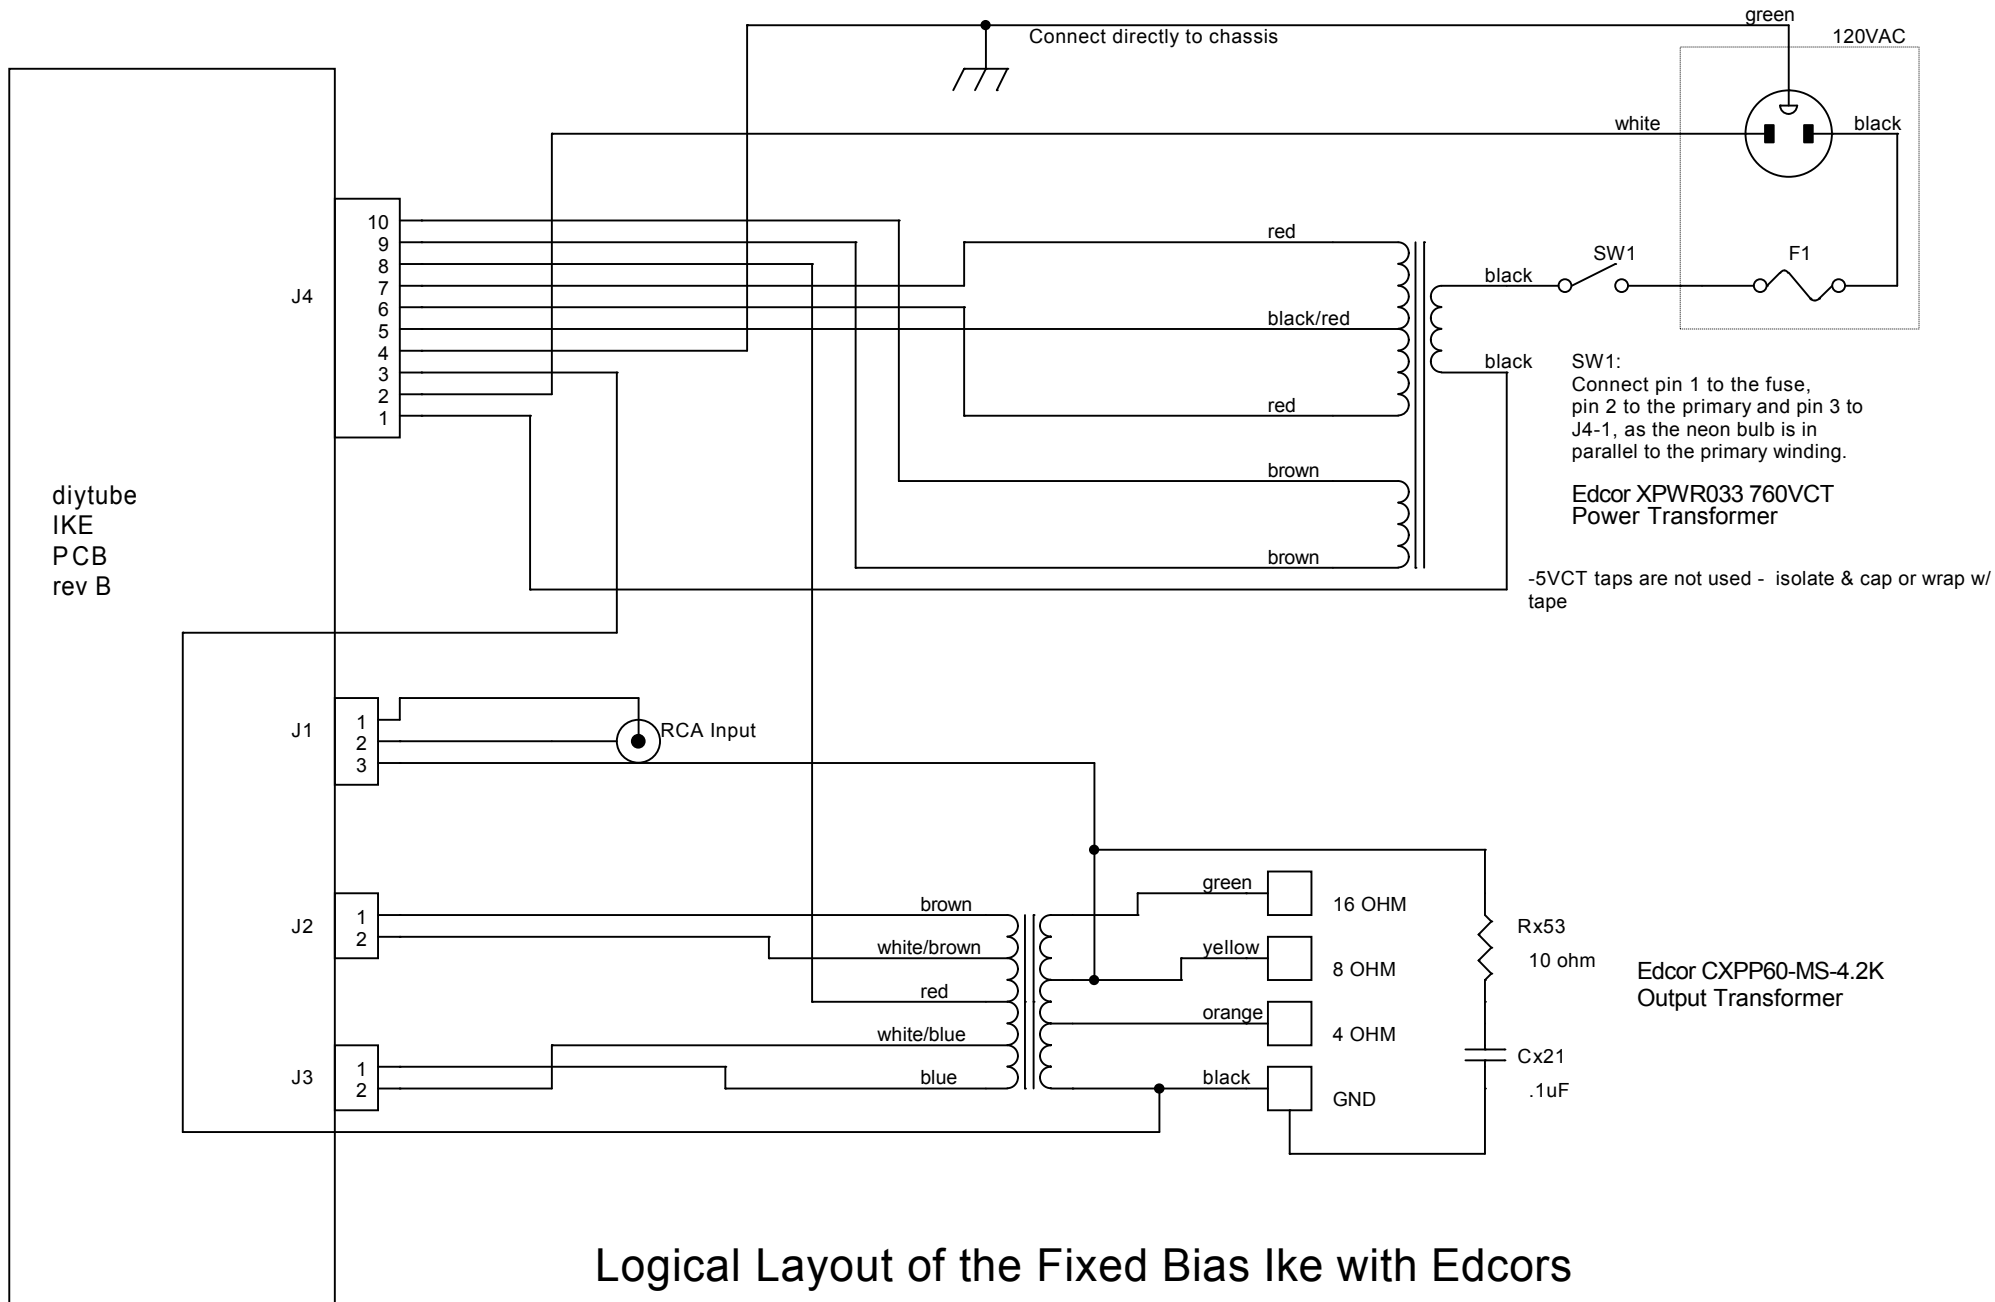 green
Connect directly to chassis
120VAC
white
black
10
9
8
7
6
5
4
3
2
1
J4
red
black/red
red
brown
brown
black
SW1
F1
black
SW1:
Connect pin 1 to the fuse,
pin 2 to the primary and pin 3 to
J4-1, as the neon bulb is in
parallel to the primary winding.
Edcor XPWR033 760VCT
Power Transformer
-5VCT taps are not used - isolate & cap or wrap w/
tape
diytube
IKE
PCB
rev B
J1
1
2
3
RCA Input
J2
1
2
J3
1
2
brown
white/brown
red
white/blue
blue
green
16 OHM
yellow
8 OHM
orange
4 OHM
black
GND
Rx53
10 ohm
Cx21
.1uF
Edcor CXPP60-MS-4.2K
Output Transformer
Logical Layout of the Fixed Bias Ike with Edcors